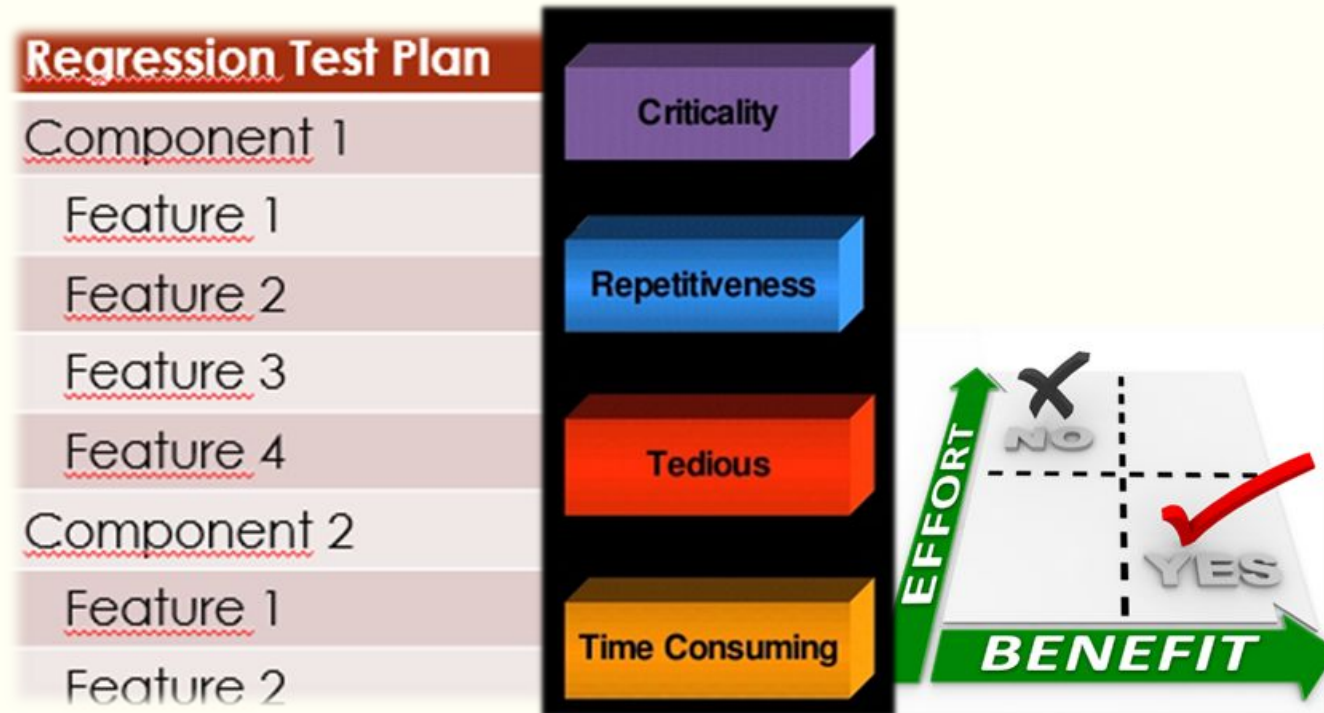 Regression Test Plan
Component 1
Feature 1
Feature 2
Feature 3
Feature 4
Component 2
Feature 1
Feature 2
Criticality
Repetitiveness
Tedious
Time Consuming
NO
YES
EFFORT
BENEFIT